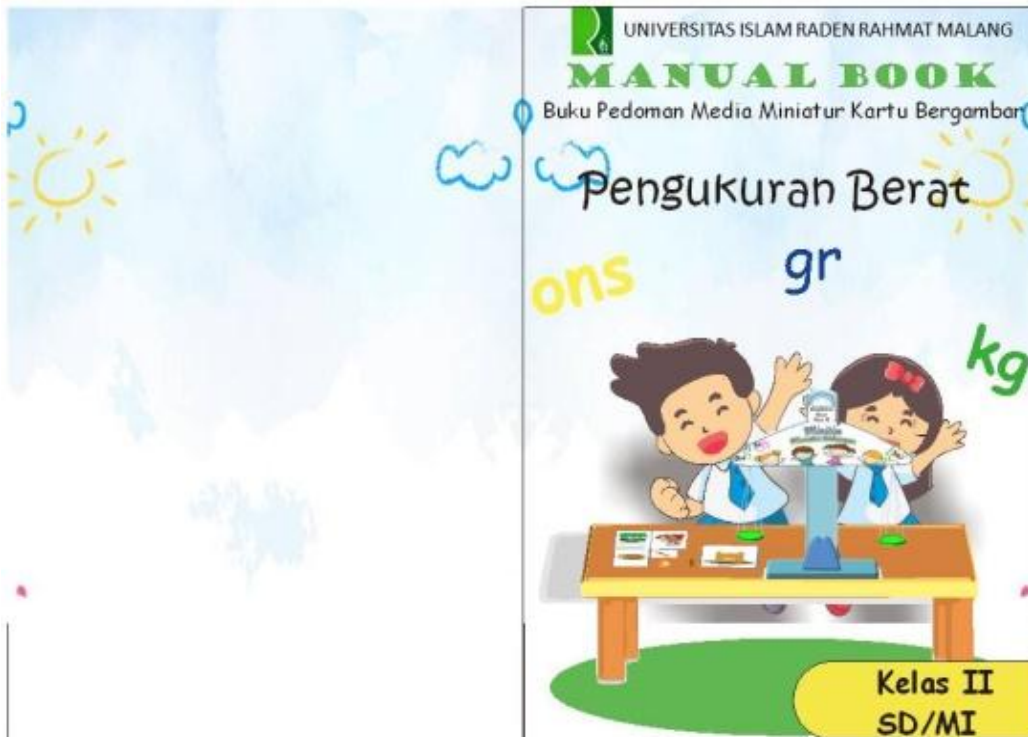 UNIVERSITAS ISLAM RADEN RAHMAT MALANG
MANUAL BOOK
Buku Pedoman Media Miniatur Kartu Bergambar
Pengukuran Berat
ons
gr
kg
Kelas II
SD/MI